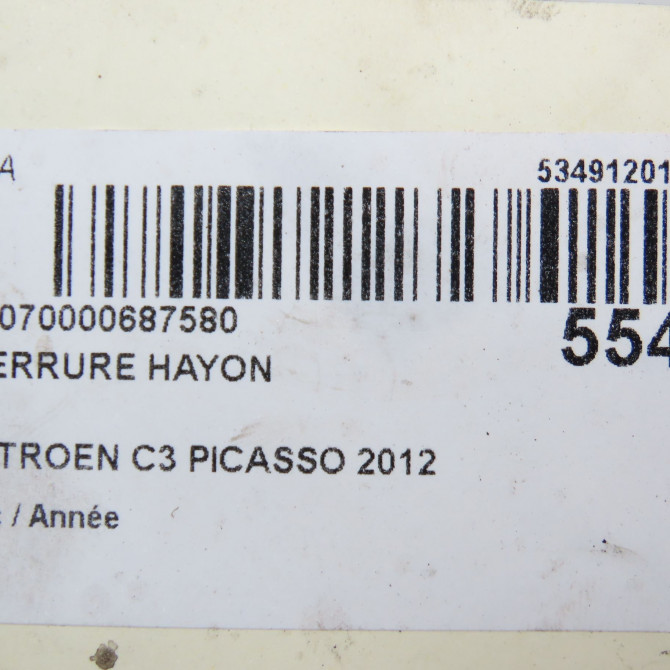 A 53491201
070000687580
554
ERRURE HAYON
TROEN C3 PICASSO 2012
/ Année